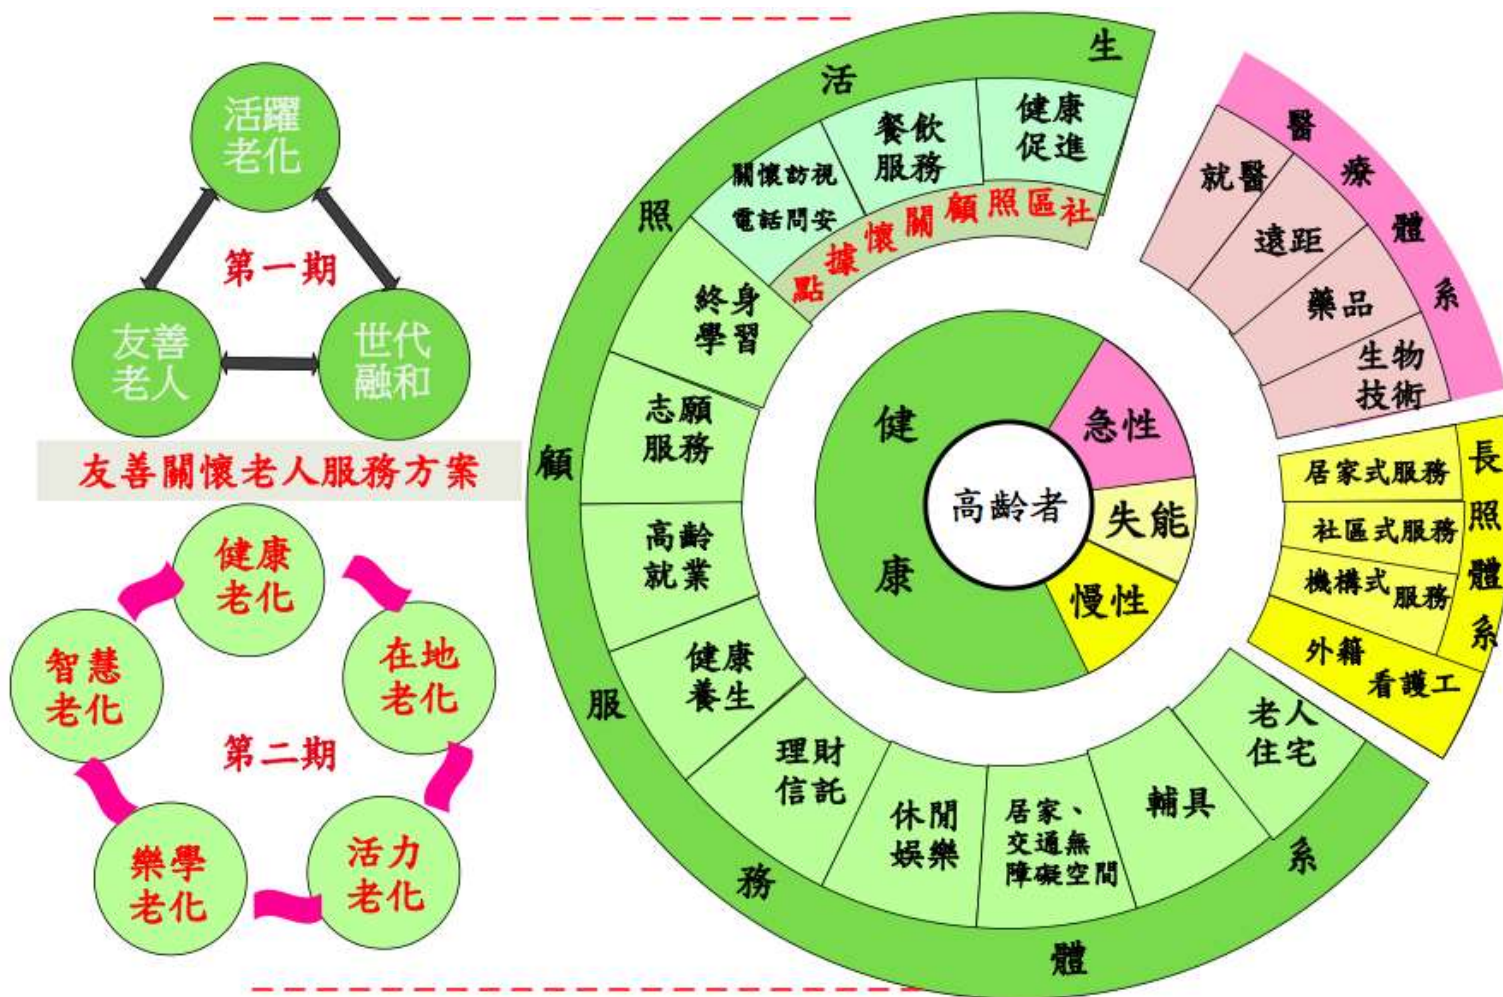 活躍
老化
第一期
友善
老人
世代
融和
友善關懷老人服務方案
健康
老化
智慧
老化
在地
老化
第二期
樂學
老化
活力
老化
生活照顧服務體系
健康
促進
餐飲
服務
關懷訪視
電話問安
社區照顧關懷據點
終身
學習
志願
服務
高齡
就業
健康
養生
理財
信託
休閒
娛樂
居家、
交通無
障礙空間
輔具
老人
住宅
醫療體系
就醫
遠距
藥品
生物
技術
長照體系
居家式服務
社區式服務
機構式服務
外籍
看護工
健康
急性
失能
慢性
高齡者